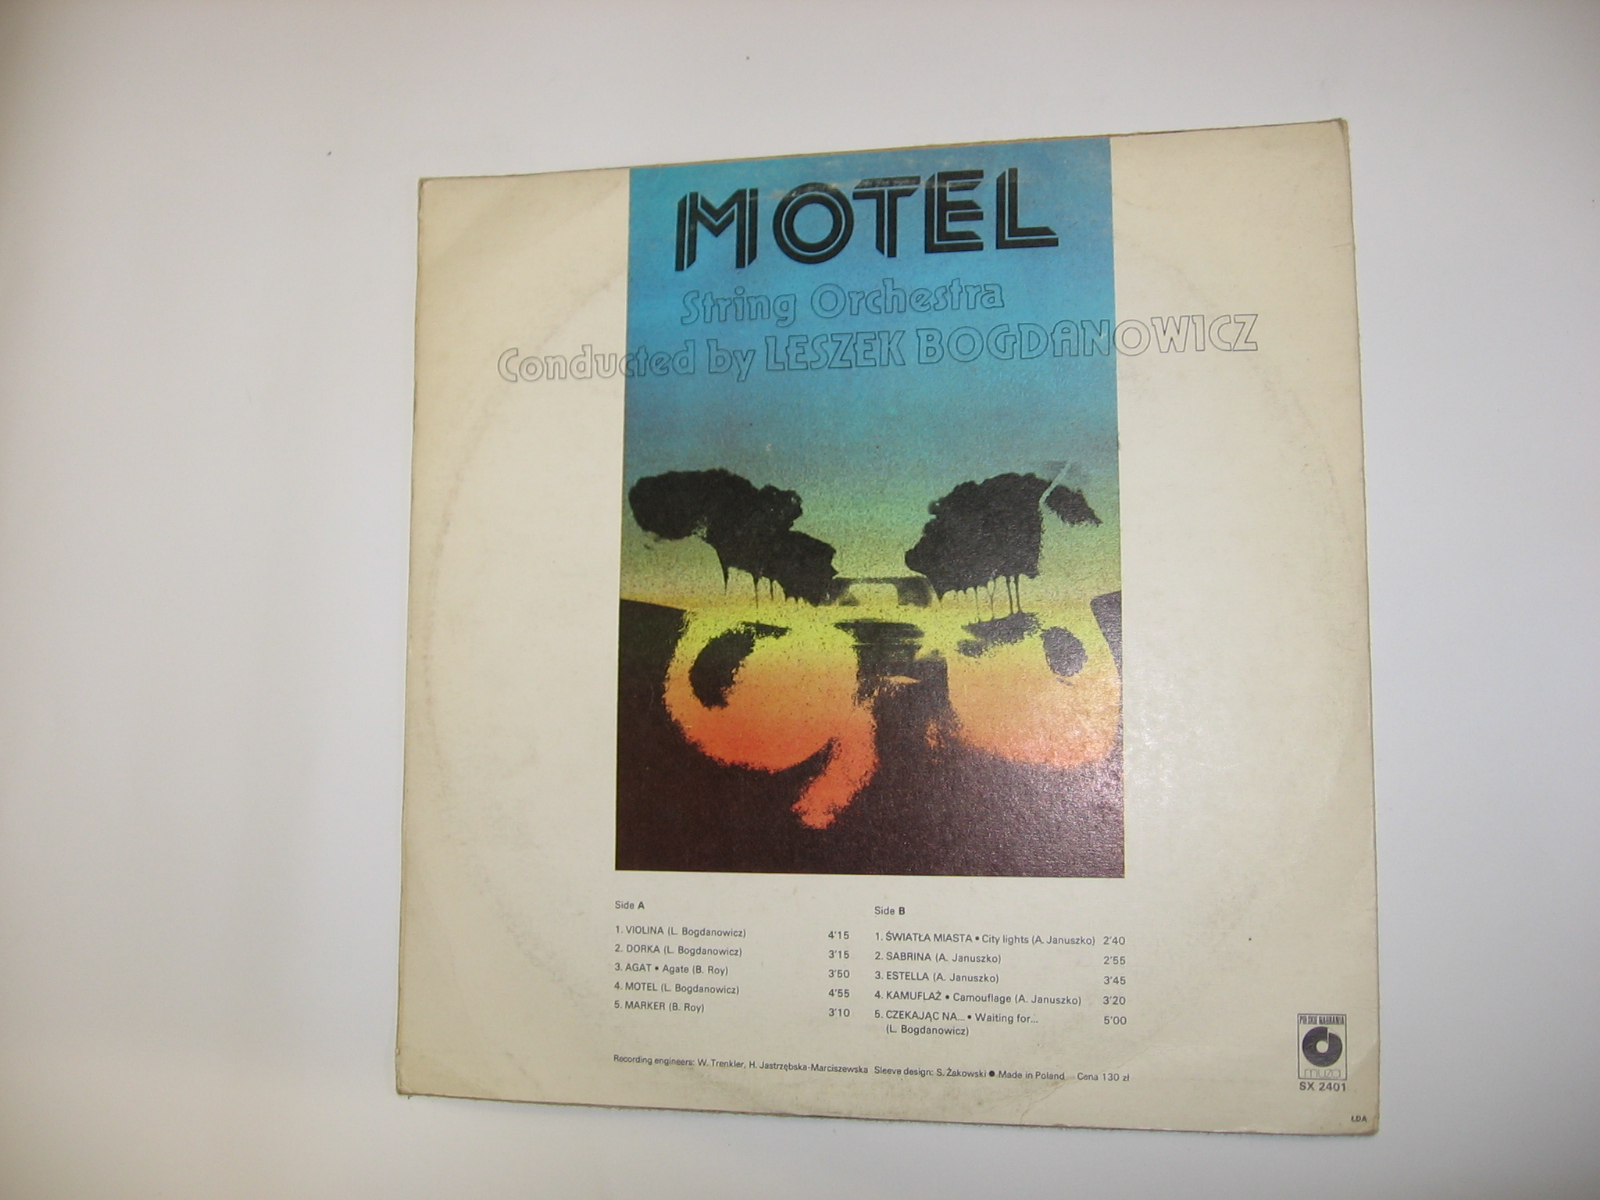 MOTEL
String Orchestra
Conducted by LESZEK BOGDANOWICZ
Side A
1. VIOLINA (L. Bogdanowicz) 4'15
2. DORKA (L. Bogdanowicz) 3'15
3. AGAT • Agate (B. Roy) 3'50
4. MOTEL (L. Bogdanowicz) 4'55
5. MARKER (B. Roy) 3'10
Side B
1. ŚWIATŁA MIASTA • City lights (A. Januszko) 2'40
2. SABRINA (A. Januszko) 2'55
3. ESTELLA (A. Januszko) 3'45
4. KAMUFLAŻ • Camouflage (A. Januszko) 3'20
5. CZEKAJĄC NA... • Waiting for... 5'00
(L. Bogdanowicz)
Recording engineers: W. Trenkler, H. Jastrzębska-Marciszewska Sleeve design: S. Żakowski ● Made in Poland Cena 130 zł
POLSKIE NAGRANIA
muza
SX 2401
ŁDA